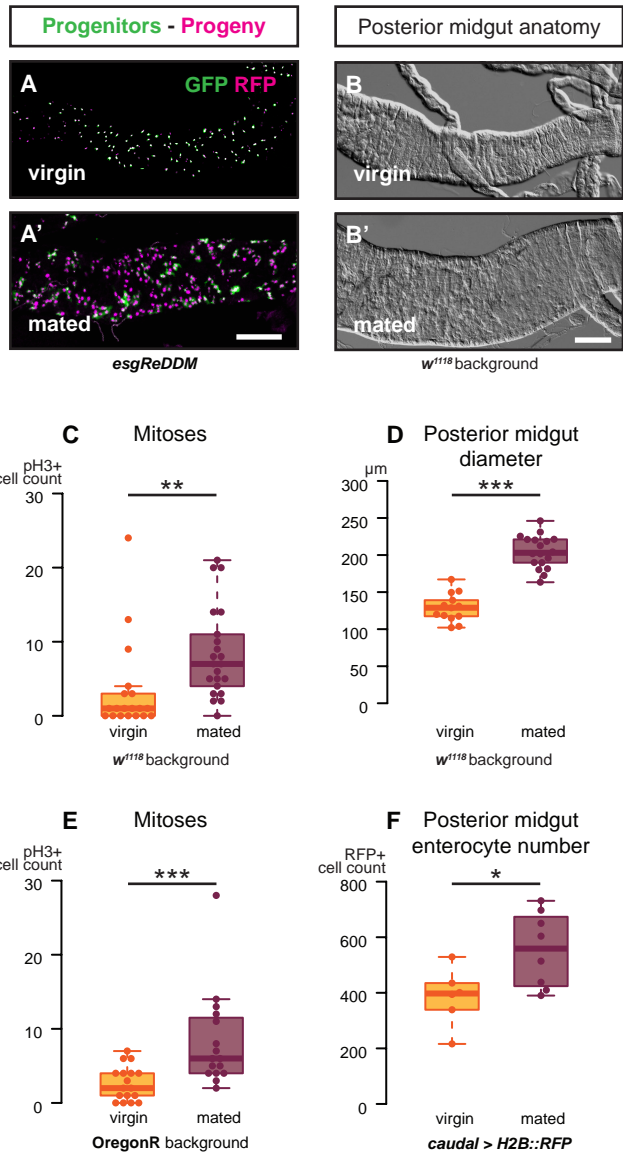 Progenitors - Progeny
Posterior midgut anatomy
A
GFP RFP
virgin
B
virgin
A'
mated
B'
mated
esgReDDM
w1118 background
C
Mitoses
pH3+
cell count
**
30
20
10
0
virgin
mated
w1118 background
D
Posterior midgut
diameter
µm
***
300
250
200
150
100
50
0
virgin
mated
w1118 background
E
Mitoses
pH3+
cell count
***
30
20
10
0
virgin
mated
OregonR background
F
Posterior midgut
enterocyte number
RFP+
cell count
*
800
600
400
200
0
virgin
mated
caudal > H2B::RFP